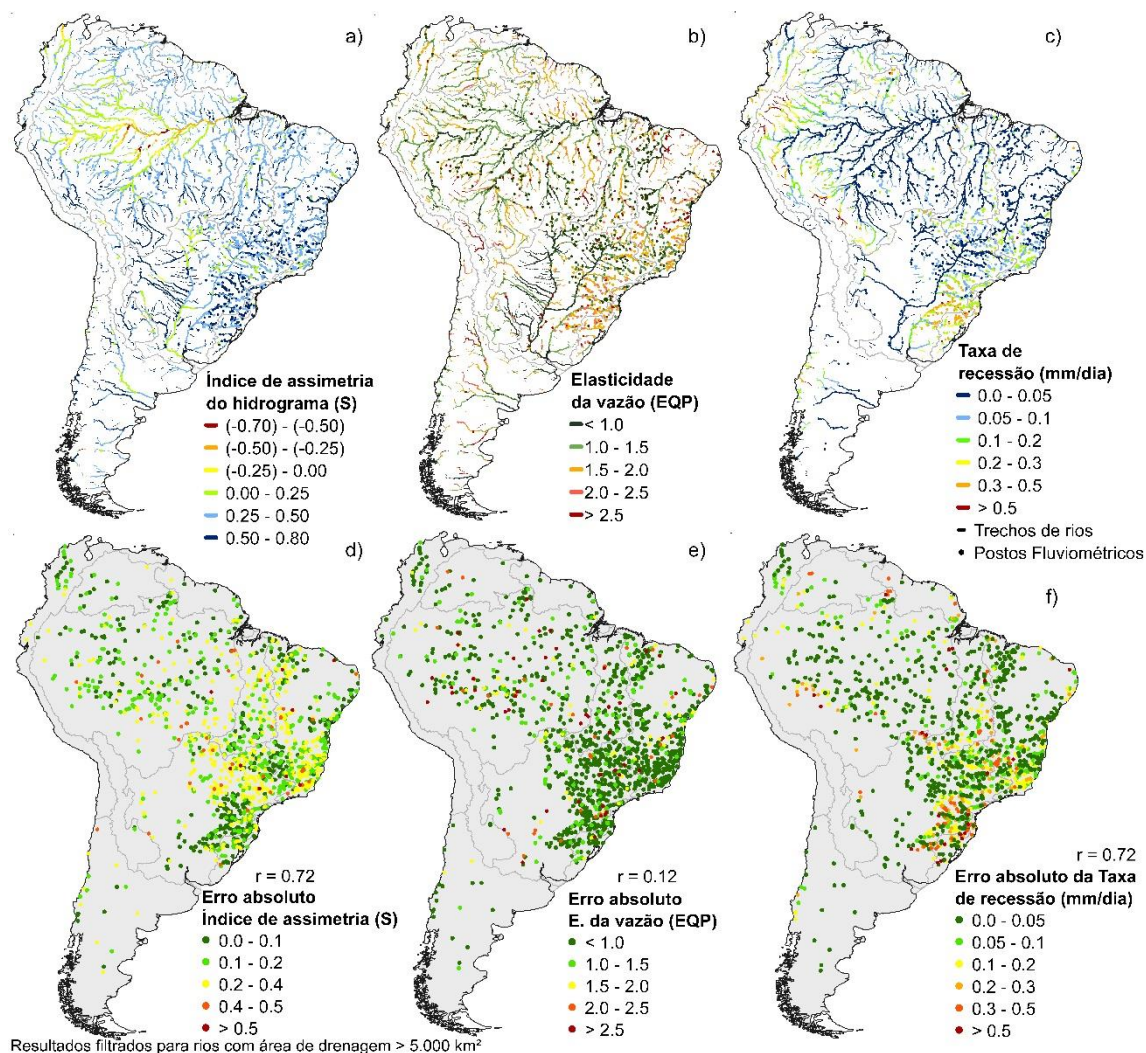 a)
b)
c)
Índice de assimetria
do hidrograma (S)
(-0.70) - (-0.50)
(-0.50) - (-0.25)
(-0.25) - 0.00
0.00 - 0.25
0.25 - 0.50
0.50 - 0.80
Elasticidade
da vazão (EQP)
< 1.0
1.0 - 1.5
1.5 - 2.0
2.0 - 2.5
> 2.5
Taxa de
recessão (mm/dia)
0.0 - 0.05
0.05 - 0.1
0.1 - 0.2
0.2 - 0.3
0.3 - 0.5
> 0.5
Trechos de rios
Postos Fluviométricos
d)
e)
f)
r = 0.72
Erro absoluto
Índice de assimetria (S)
0.0 - 0.1
0.1 - 0.2
0.2 - 0.4
0.4 - 0.5
> 0.5
r = 0.12
Erro absoluto
E. da vazão (EQP)
< 1.0
1.0 - 1.5
1.5 - 2.0
2.0 - 2.5
> 2.5
r = 0.72
Erro absoluto da Taxa
de recessão (mm/dia)
0.0 - 0.05
0.05 - 0.1
0.1 - 0.2
0.2 - 0.3
0.3 - 0.5
> 0.5
Resultados filtrados para rios com área de drenagem > 5.000 km²